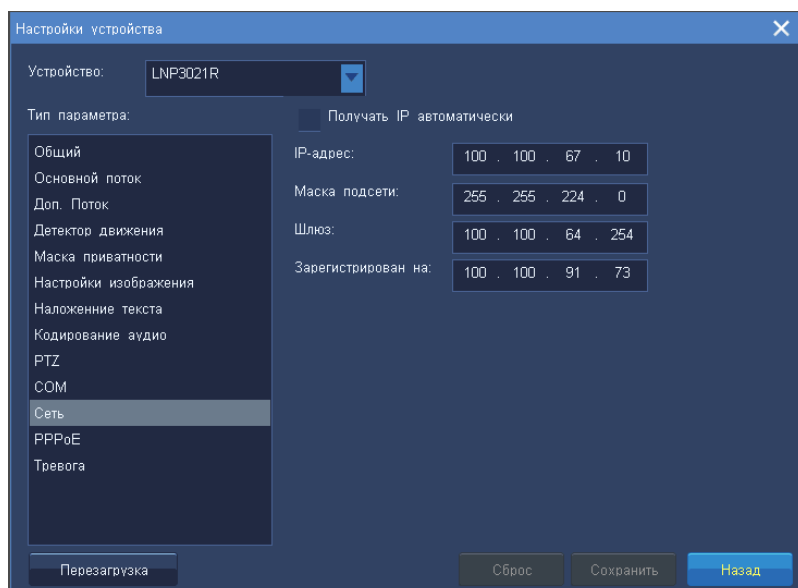 Настройки устройства
Устройство: LNP3021R
Тип параметра:
Получать IP автоматически
Общий
Основной поток
Доп. Поток
Детектор движения
Маска приватности
Настройки изображения
Наложенние текста
Кодирование аудио
PTZ
COM
Сеть
PPPoE
Тревога
IP-адрес: 100 . 100 . 67 . 10
Маска подсети: 255 . 255 . 224 . 0
Шлюз: 100 . 100 . 64 . 254
Зарегистрирован на: 100 . 100 . 91 . 73
Перезагрузка
Сброс
Сохранить
Назад